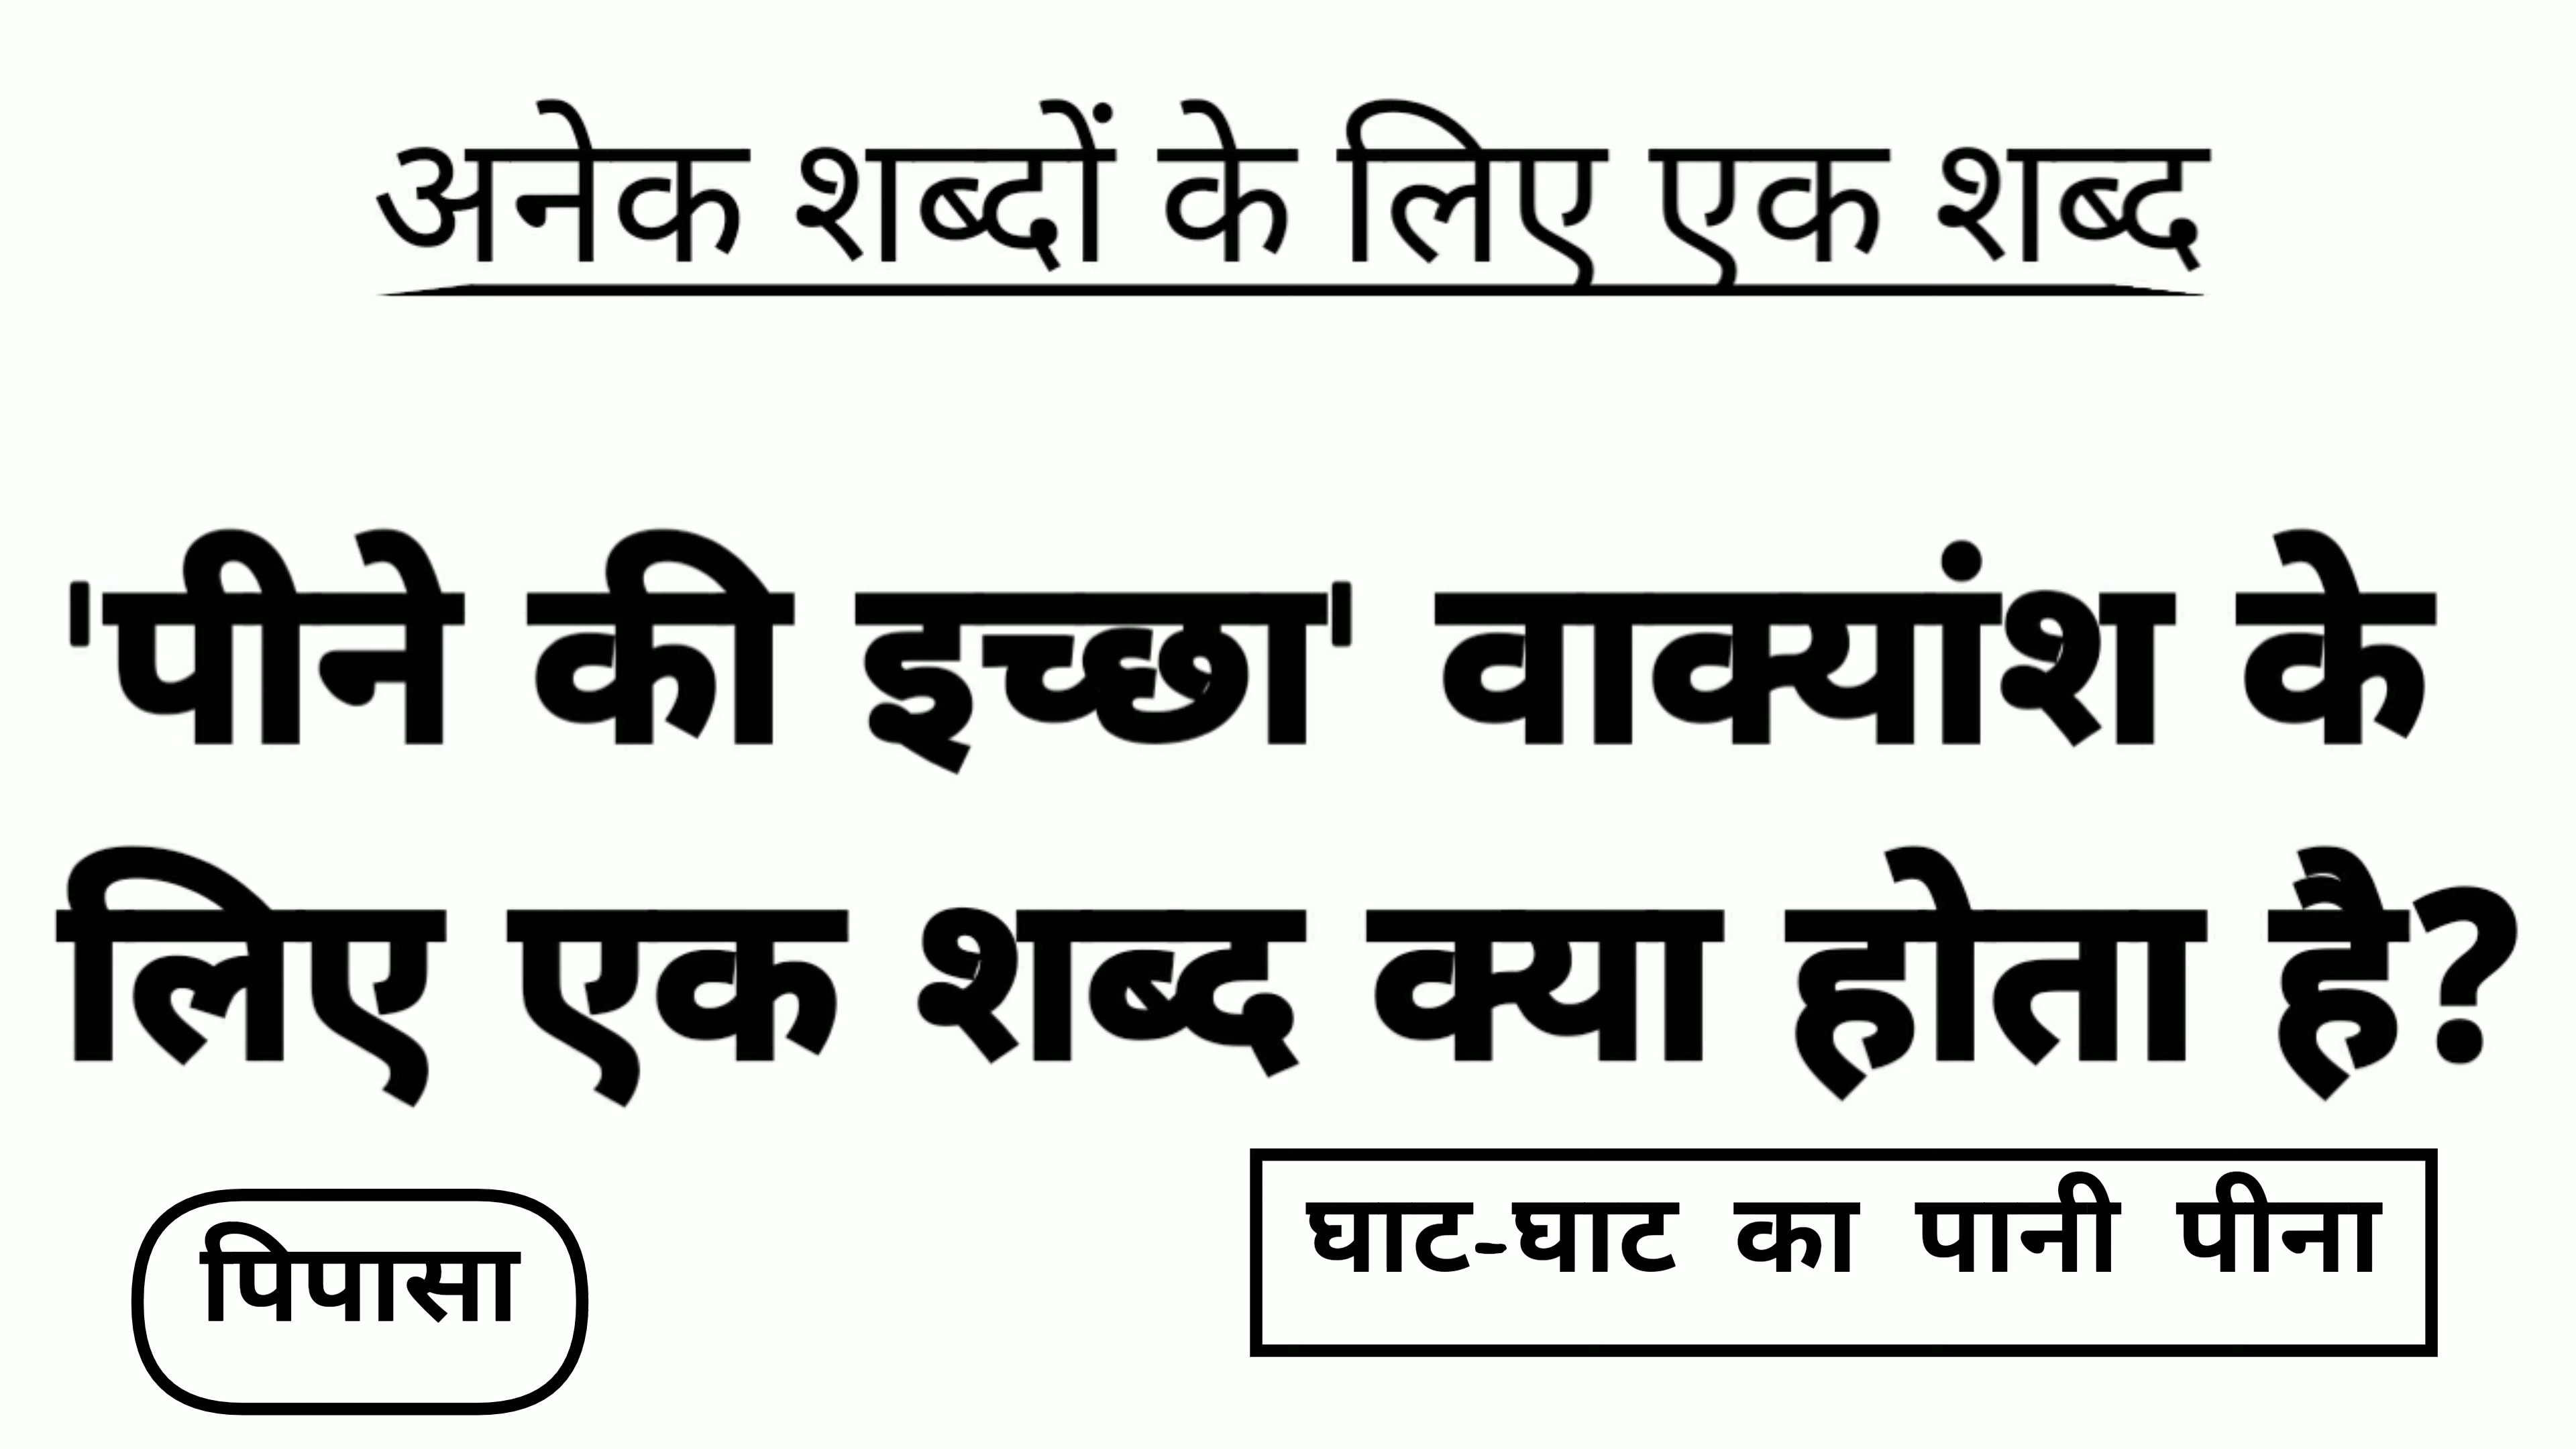 अनेक शब्दों के लिए एक शब्द
'पीने की इच्छा' वाक्यांश के
लिए एक शब्द क्या होता है?
पिपासा
घाट-घाट का पानी पीना